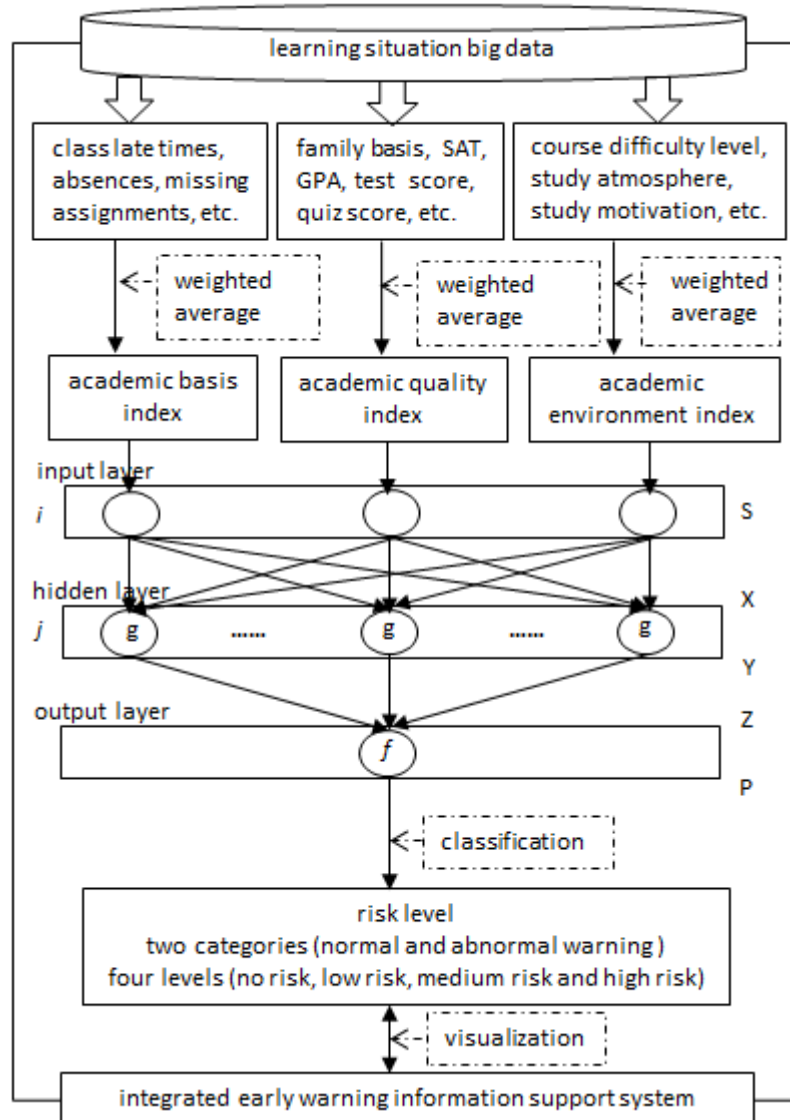 learning situation big data
class late times,
absences, missing
assignments, etc.
family basis, SAT,
GPA, test score,
quiz score, etc.
course difficulty level,
study atmosphere,
study motivation, etc.
weighted
average
weighted
average
weighted
average
academic basis
index
academic quality
index
academic
environment index
input layer
i
S
hidden layer
X
j
g
......
g
......
g
Y
output layer
Z
f
P
classification
risk level
two categories (normal and abnormal warning )
four levels (no risk, low risk, medium risk and high risk)
visualization
integrated early warning information support system